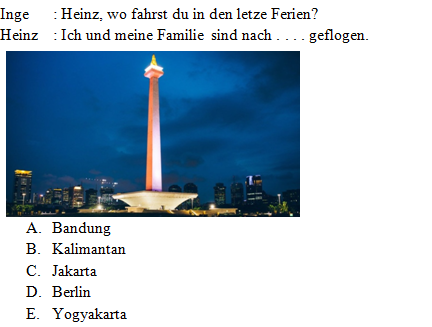 Inge : Heinz, wo fahrst du in den letze Ferien?
Heinz : Ich und meine Familie sind nach . . . . geflogen.
A. Bandung
B. Kalimantan
C. Jakarta
D. Berlin
E. Yogyakarta